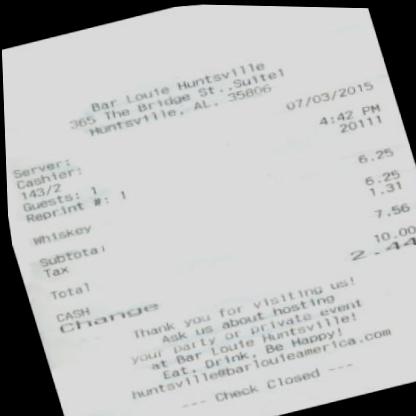 Bar Louie Huntsville
365 The Bridge St.,Suite1
Huntsville, AL. 35806
Server: 07/03/2015
Cashier: 4:42 PM
143/2 20111
Guests: 1
Reprint #: 1
Whiskey 6.25
Subtotal 6.25
Tax 1.31
Total 7.56
CASH 10.00
Change 2.44
Thank you for visiting us!
Ask us about hosting
your party or private event
at Bar Louie Huntsville!
Eat, Drink, Be Happy!
huntsville@barlouieamerica.com
--- Check Closed ---